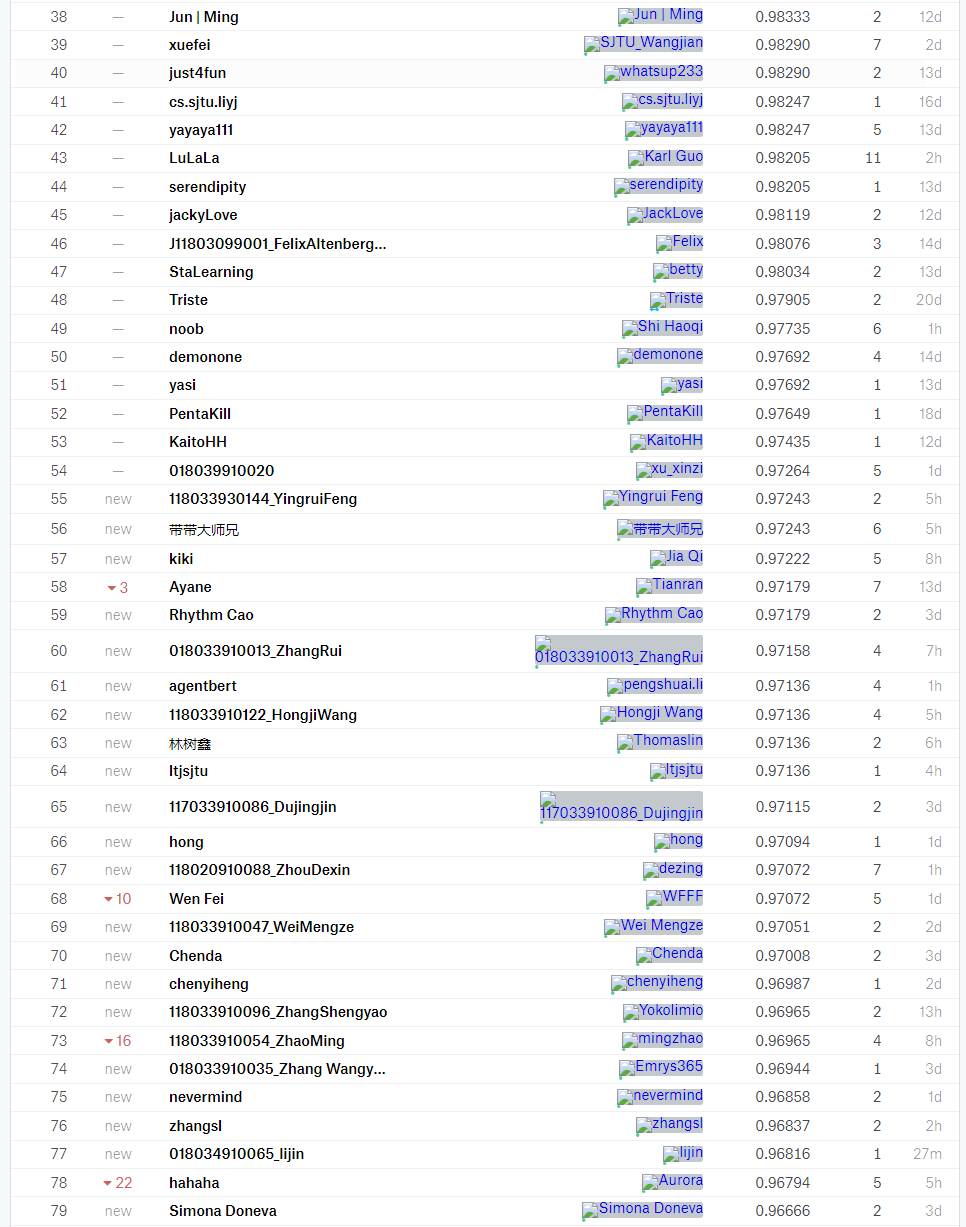 38 — Jun | Ming Jun | Ming 0.98333 2 12d
39 — xuefei SJTU_Wangjian 0.98290 7 2d
40 — just4fun whatsup233 0.98290 2 13d
41 — cs.sjtu.liyj cs.sjtu.liyj 0.98247 1 16d
42 — yayaya111 yayaya111 0.98247 5 13d
43 — LuLaLa Karl Guo 0.98205 11 2h
44 — serendipity serendipity 0.98205 1 13d
45 — jackyLove JackLove 0.98119 2 12d
46 — J11803099001_FelixAltenberg... Felix 0.98076 3 14d
47 — StaLearning betty 0.98034 2 13d
48 — Triste Triste 0.97905 2 20d
49 — noob Shi Haoqi 0.97735 6 1h
50 — demonone demonone 0.97692 4 14d
51 — yasi yasi 0.97692 1 13d
52 — PentaKill PentaKill 0.97649 1 18d
53 — KaitoHH KaitoHH 0.97435 1 12d
54 — 018039910020 xu_xinzi 0.97264 5 1d
55 new 118033930144_YingruiFeng Yingrui Feng 0.97243 2 5h
56 new 带带大师兄 带带大师兄 0.97243 6 5h
57 new kiki Jia Qi 0.97222 5 8h
58 3 Ayane Tianran 0.97179 7 13d
59 new Rhythm Cao Rhythm Cao 0.97179 2 3d
60 new 018033910013_ZhangRui 018033910013_ZhangRui 0.97158 4 7h
61 new agentbert pengshuai.li 0.97136 4 1h
62 new 118033910122_HongjiWang Hongji Wang 0.97136 4 5h
63 new 林树鑫 Thomaslin 0.97136 2 6h
64 new ltjsjtu ltjsjtu 0.97136 1 4h
65 new 117033910086_Dujingjin 117033910086_Dujingjin 0.97115 2 3d
66 new hong hong 0.97094 1 1d
67 new 118020910088_ZhouDexin dezing 0.97072 7 1h
68 10 Wen Fei WFFF 0.97072 5 1d
69 new 118033910047_WeiMengze Wei Mengze 0.97051 2 2d
70 new Chenda Chenda 0.97008 2 3d
71 new chenyiheng chenyiheng 0.96987 1 2d
72 new 118033910096_ZhangShengyao Yokolimio 0.96965 2 13h
73 16 118033910054_ZhaoMing mingzhao 0.96965 4 8h
74 new 018033910035_Zhang Wangy... Emrys365 0.96944 1 3d
75 new nevermind nevermind 0.96858 2 1d
76 new zhangsl zhangsl 0.96837 2 2h
77 new 018034910065_lijin lijin 0.96816 1 27m
78 22 hahaha Aurora 0.96794 5 5h
79 new Simona Doneva Simona Doneva 0.96666 2 3d